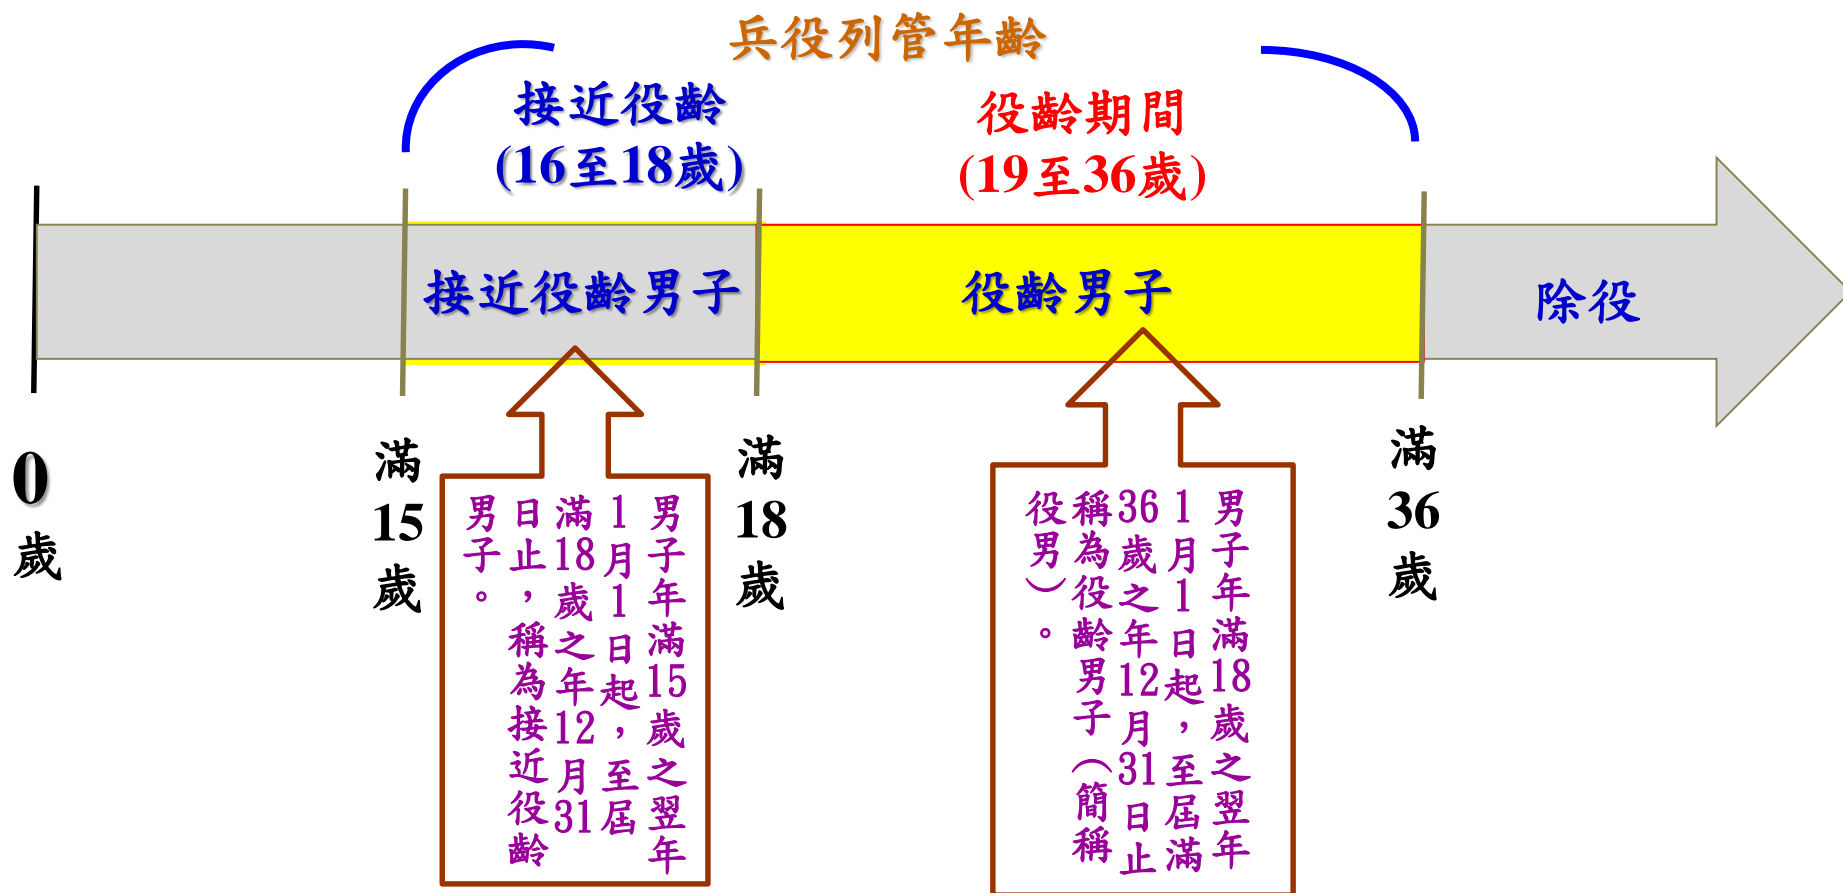 兵役列管年齡
接近役齡
(16至18歲)
役齡期間
(19至36歲)
接近役齡男子
役齡男子
除役
0
歲
滿
15
歲
滿
18
歲
滿
36
歲
男子年滿15歲之翌年
1月1日起，至屆
滿18歲之年12月31
日止，稱為接近役齡
男子。
男子年滿18歲之翌年
1月1日起，至屆滿
36歲之年12月31日止
稱為役齡男子（簡稱
役男）。